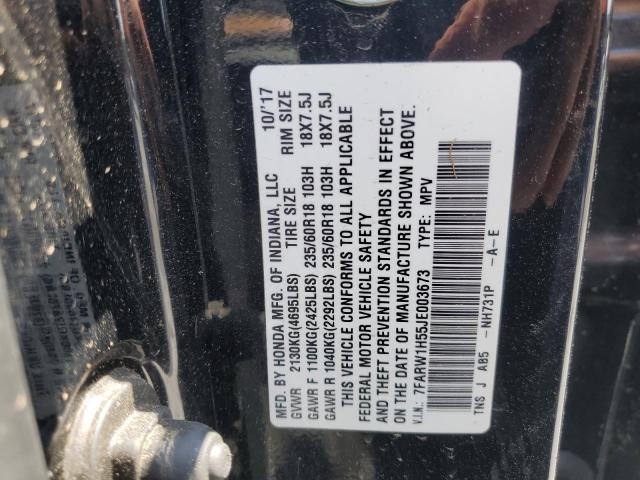 MFD. BY HONDA MFG. OF INDIANA, LLC 10/'17
GVWR 2130KG(4695LBS) TIRE SIZE RIM SIZE
GAWR F 1100KG(2425LBS) 235/60R18 103H 18X7.5J
GAWR R 1040KG(2292LBS) 235/60R18 103H 18X7.5J
THIS VEHICLE CONFORMS TO ALL APPLICABLE
FEDERAL MOTOR VEHICLE SAFETY
AND THEFT PREVENTION STANDARDS IN EFFECT
ON THE DATE OF MANUFACTURE SHOWN ABOVE.
V.I.N.: 7FARW1H55JE003673 TYPE: MPV
TNS J AB5 -NH731P -A-E